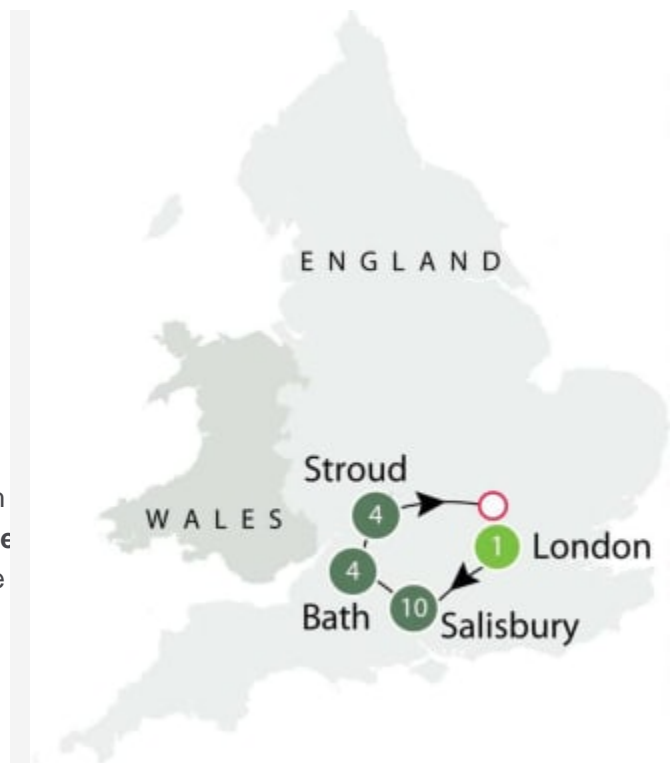 ENGLAND
Stroud
4
WALES
1 London
4
Bath
10
Salisbury
n
e
e